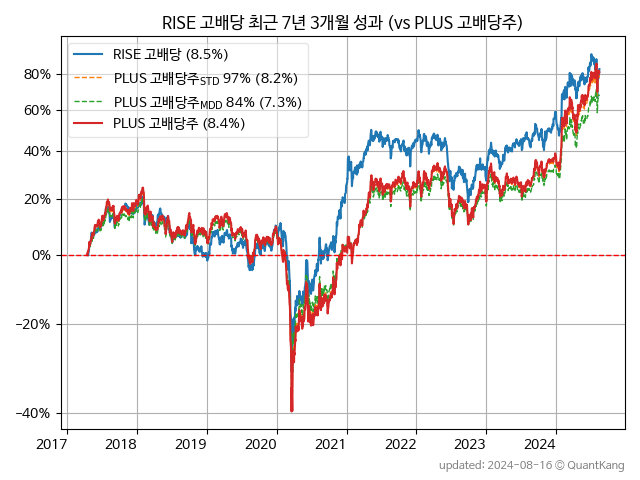 RISE 고배당 최근 7년 3개월 성과 (vs PLUS 고배당주)
RISE 고배당 (8.5%)
PLUS 고배당주STD 97% (8.2%)
PLUS 고배당주MDD 84% (7.3%)
PLUS 고배당주 (8.4%)
80%
60%
40%
20%
0%
−20%
−40%
2017 2018 2019 2020 2021 2022 2023 2024
updated: 2024-08-16 © QuantKang